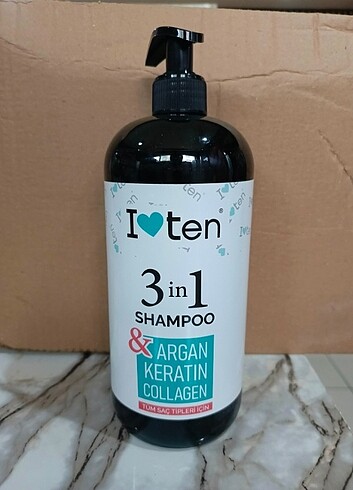 I♥ten®
3 in 1
SHAMPOO
& ARGAN
KERATIN
COLLAGEN
TÜM SAÇ TİPLERİ İÇİN